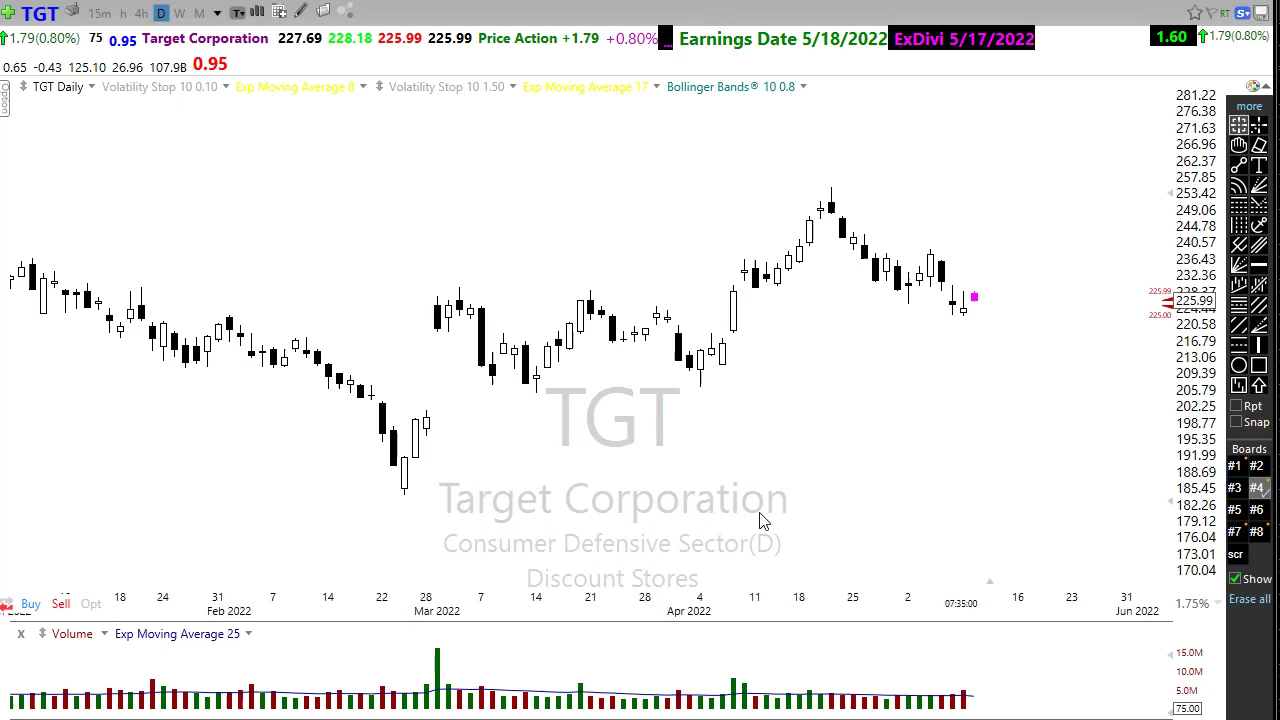 TGT 15m h 4h D W M T
RT S
1.79(0.80%) 75 0.95 Target Corporation 227.69 228.18 225.99 225.99 Price Action +1.79 +0.80% ... Earnings Date 5/18/2022 ExDivi 5/17/2022 1.60 1.79(0.80%)
0.65 -0.43 125.10 26.96 107.9B 0.95
Option
TGT Daily Volatility Stop 10 0.10 Exp Moving Average 8 Volatility Stop 10 1.50 Exp Moving Average 17 Bollinger Bands® 10 0.8
281.22
276.38
271.63
266.96
262.37
257.85
253.42
249.06
244.78
240.57
236.43
232.36
225.99
225.99
225.00
220.58
216.79
213.06
209.39
205.79
202.25
198.77
195.35
191.99
188.69
185.45
182.26
179.12
176.04
173.01
170.04
1.75%
TGT
Target Corporation
Consumer Defensive Sector(D)
Discount Stores
Buy Sell Opt
18 24 31 7 14 22 28 7 14 21 28 4 11 18 25 2 07:35:00 16 23 31
Feb 2022 Mar 2022 Apr 2022 Jun 2022
X Volume Exp Moving Average 25
15.0M
10.0M
5.0M
75.00
more
T
Rpt
Snap
Boards
#1 #2
#3 #4
#5 #6
#7 #8
scr
Show
Erase all